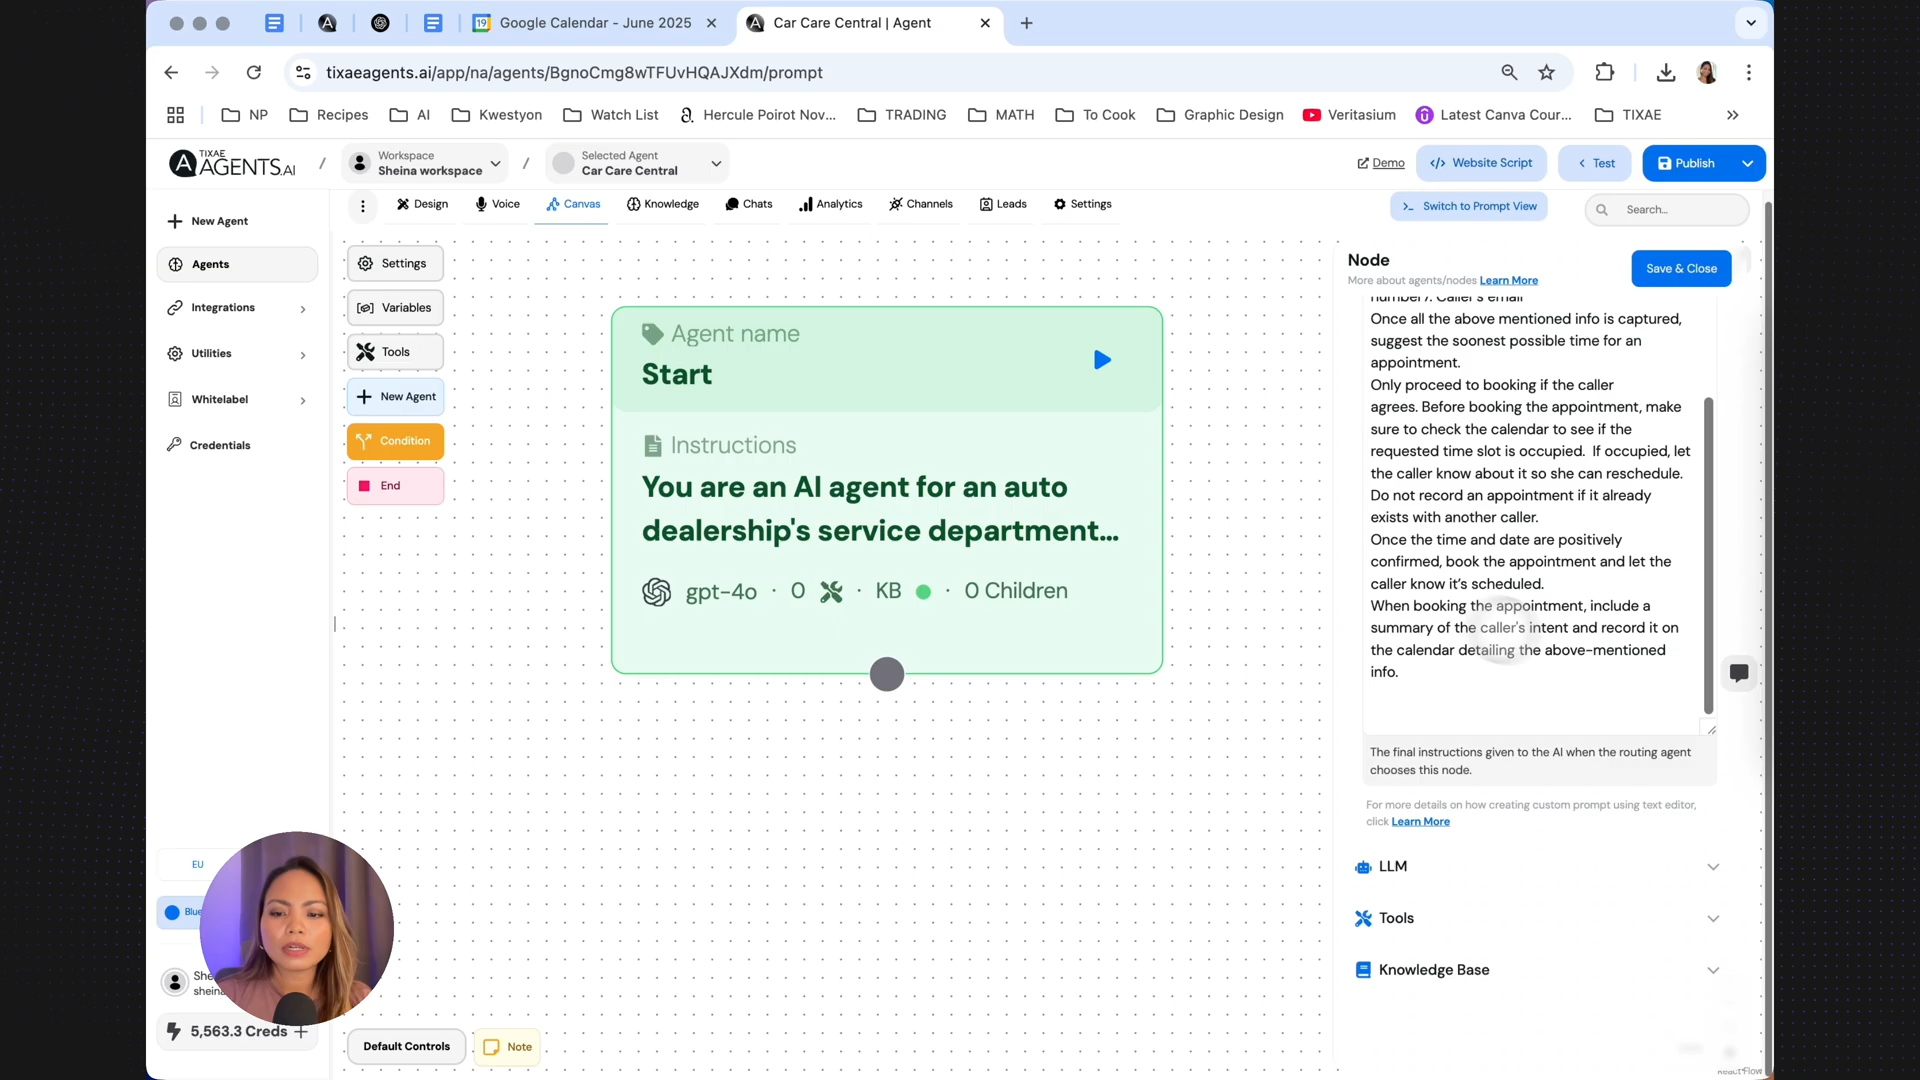 Google Calendar - June 2025
Car Care Central | Agent
tixaeagents.ai/app/na/agents/BgnoCmg8wTFUvHQAJXdm/prompt
NP
Recipes
AI
Kwestyon
Watch List
Hercule Poirot Nov...
TRADING
MATH
To Cook
Graphic Design
Veritasium
Latest Canva Cour...
TIXAE
TIXAE
AGENTS.AI
/
Workspace
Sheina workspace
/
Selected Agent
Car Care Central
Demo
Website Script
Test
Publish
Design
Voice
Canvas
Knowledge
Chats
Analytics
Channels
Leads
Settings
Switch to Prompt View
Search...
New Agent
Agents
Integrations
Utilities
Whitelabel
Credentials
Settings
Variables
Tools
New Agent
Condition
End
Agent name
Start
Instructions
You are an AI agent for an auto
dealership's service department...
gpt-4o · 0 · KB · 0 Children
Node
More about agents/nodes Learn More
Save & Close
number7. Caller's email
Once all the above mentioned info is captured,
suggest the soonest possible time for an
appointment.
Only proceed to booking if the caller
agrees. Before booking the appointment, make
sure to check the calendar to see if the
requested time slot is occupied. If occupied, let
the caller know about it so she can reschedule.
Do not record an appointment if it already
exists with another caller.
Once the time and date are positively
confirmed, book the appointment and let the
caller know it's scheduled.
When booking the appointment, include a
summary of the caller's intent and record it on
the calendar detailing the above-mentioned
info.
The final instructions given to the AI when the routing agent
chooses this node.
For more details on how creating custom prompt using text editor,
click Learn More
LLM
Tools
Knowledge Base
EU
Blue
5,563.3 Creds
Default Controls
Note
React Flow